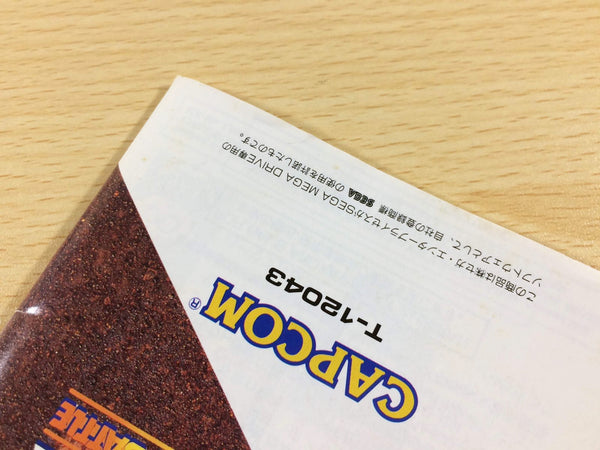 BATTLE
CAPCOM®
T-12043
この商品は株セガ・エンタープライゼスがSEGA MEGA DRIVE専用の
ソフトウェアとして、自社の登録商標 SEGA の使用を許諾したものです。